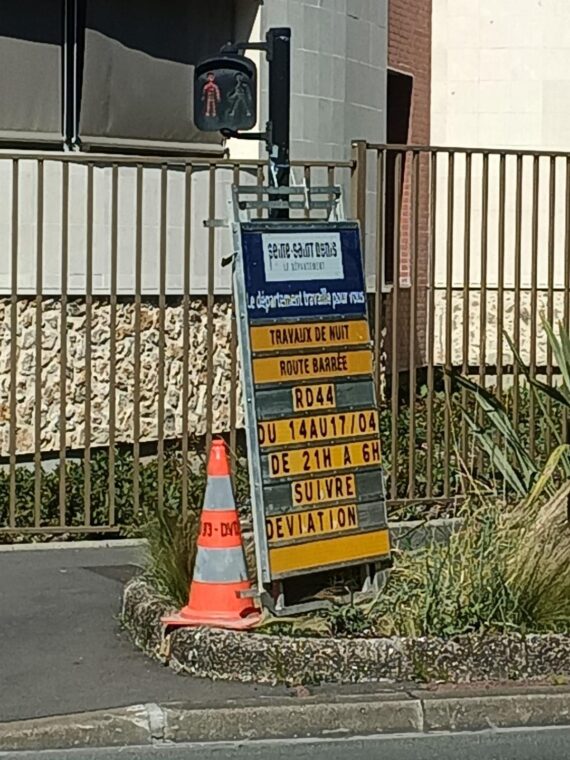 seine-saint-denis
LE DÉPARTEMENT
Le département travaille pour vous
TRAVAUX DE NUIT
ROUTE BARRÉE
RD44
DU 14AU17/04
DE 21H A 6H
SUIVRE
DEVIATION